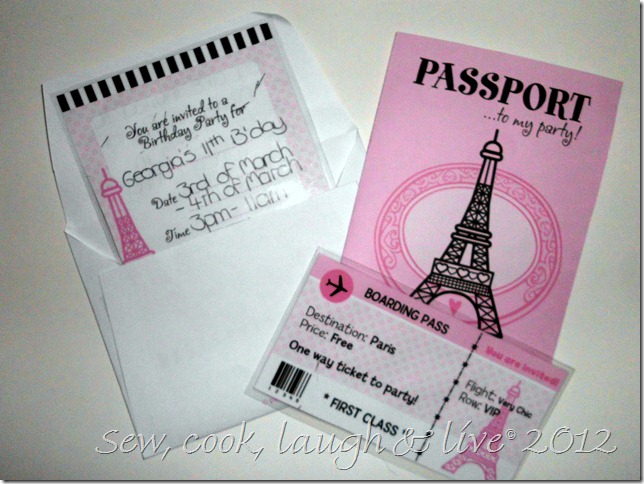 You are invited to a
Birthday Party for
Georgia's 11th B'day
Date 3rd of March
- 4th of March
Time 3pm - 11am
PASSPORT
...to my party!
BOARDING PASS
Destination: Paris
Price: Free
One way ticket to party!
* FIRST CLASS *
You are invited!
Flight: Very Chic
Row: VIP
Sew, cook, laugh & live© 2012